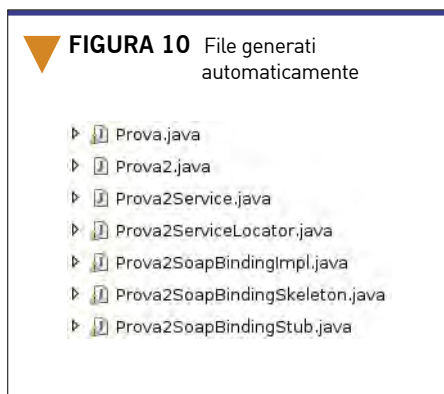 FIGURA 10 File generati
automaticamente
Prova.java
Prova2.java
Prova2Service.java
Prova2ServiceLocator.java
Prova2SoapBindingImpl.java
Prova2SoapBindingSkeleton.java
Prova2SoapBindingStub.java